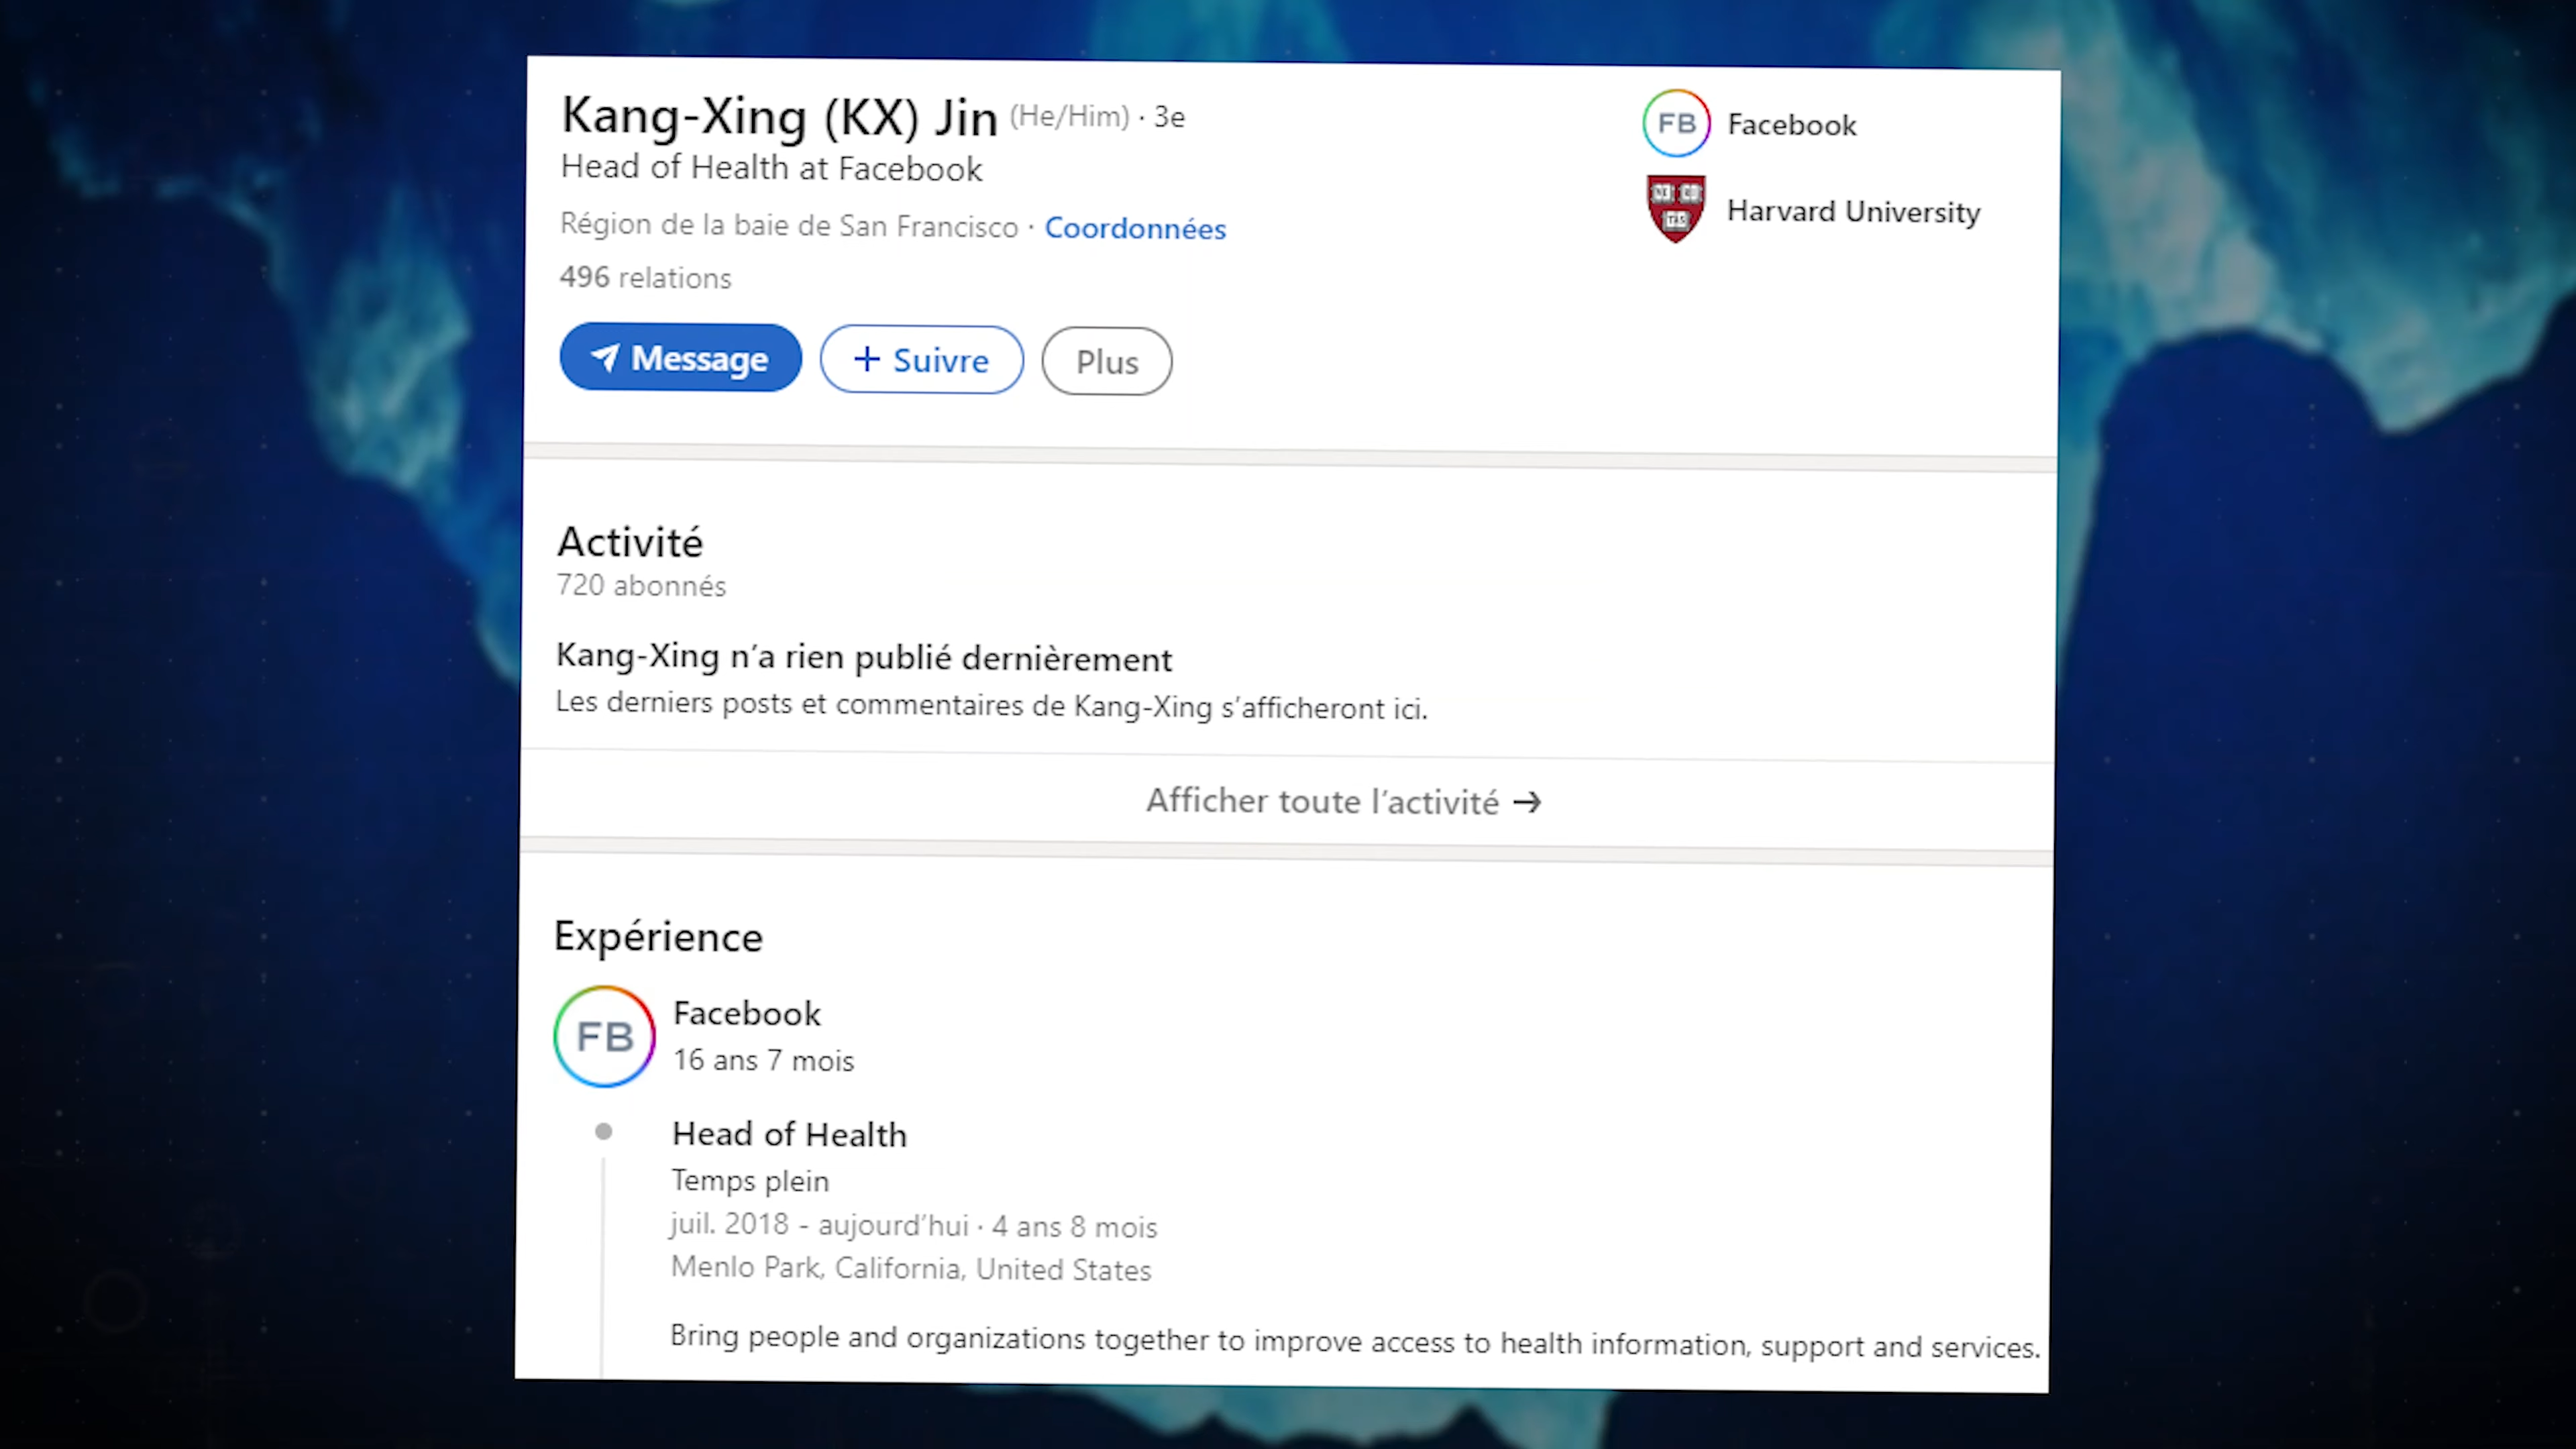 Kang-Xing (KX) Jin (He/Him) · 3e
Head of Health at Facebook
Région de la baie de San Francisco · Coordonnées
496 relations
Message
+ Suivre
Plus
FB Facebook
Harvard University
Activité
720 abonnés
Kang-Xing n’a rien publié dernièrement
Les derniers posts et commentaires de Kang-Xing s’afficheront ici.
Afficher toute l’activité →
Expérience
FB
Facebook
16 ans 7 mois
Head of Health
Temps plein
juil. 2018 - aujourd’hui · 4 ans 8 mois
Menlo Park, California, United States
Bring people and organizations together to improve access to health information, support and services.